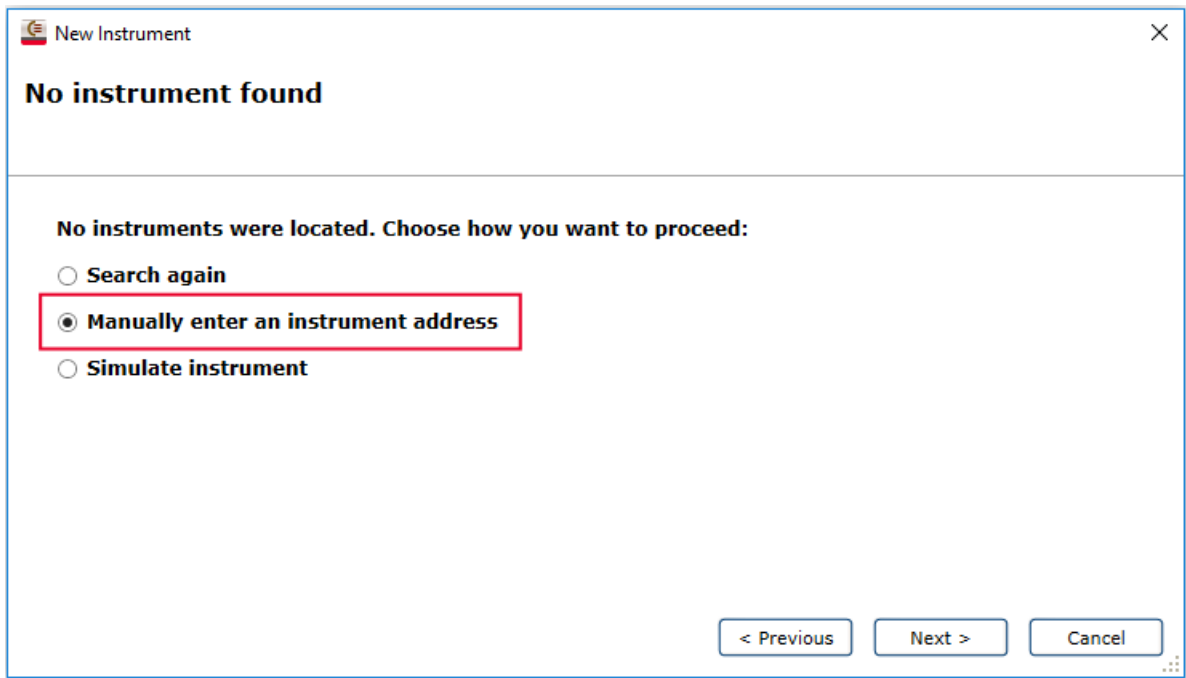 New Instrument
No instrument found
No instruments were located. Choose how you want to proceed:
Search again
Manually enter an instrument address
Simulate instrument
< Previous Next > Cancel